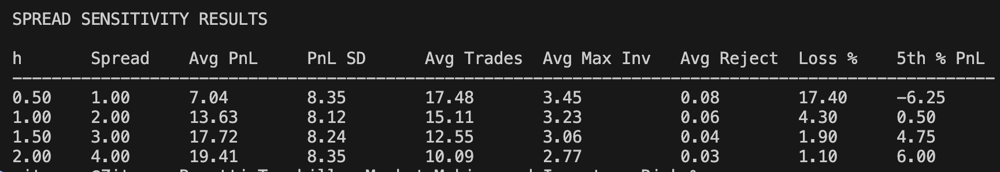 SPREAD SENSITIVITY RESULTS
h Spread Avg PnL PnL SD Avg Trades Avg Max Inv Avg Reject Loss % 5th % PnL
0.50 1.00 7.04 8.35 17.48 3.45 0.08 17.40 −6.25
1.00 2.00 13.63 8.12 15.11 3.23 0.06 4.30 0.50
1.50 3.00 17.72 8.24 12.55 3.06 0.04 1.90 4.75
2.00 4.00 19.41 8.35 10.09 2.77 0.03 1.10 6.00